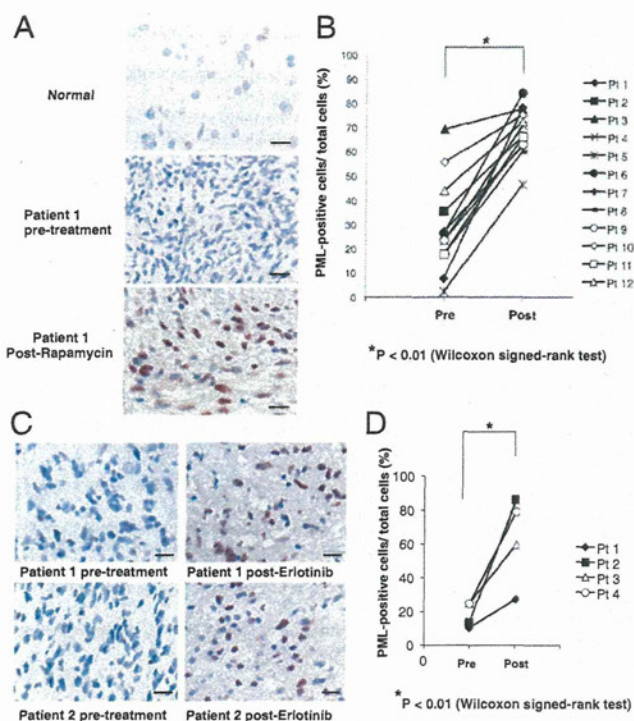 A
Normal
Patient 1
pre-treatment
Patient 1
Post-Rapamycin
B
*
PML-positive cells/ total cells (%)
100
90
80
70
60
50
40
30
20
10
0
Pre
Post
Pt 1
Pt 2
Pt 3
Pt 4
Pt 5
Pt 6
Pt 7
Pt 8
Pt 9
Pt 10
Pt 11
Pt 12
*P < 0.01 (Wilcoxon signed-rank test)
C
Patient 1 pre-treatment
Patient 1 post-Erlotinib
Patient 2 pre-treatment
Patient 2 post-Erlotinib
D
*
PML-positive cells/ total cells (%)
100
80
60
40
20
0
0
Pre
Post
Pt 1
Pt 2
Pt 3
Pt 4
*P < 0.01 (Wilcoxon signed-rank test)